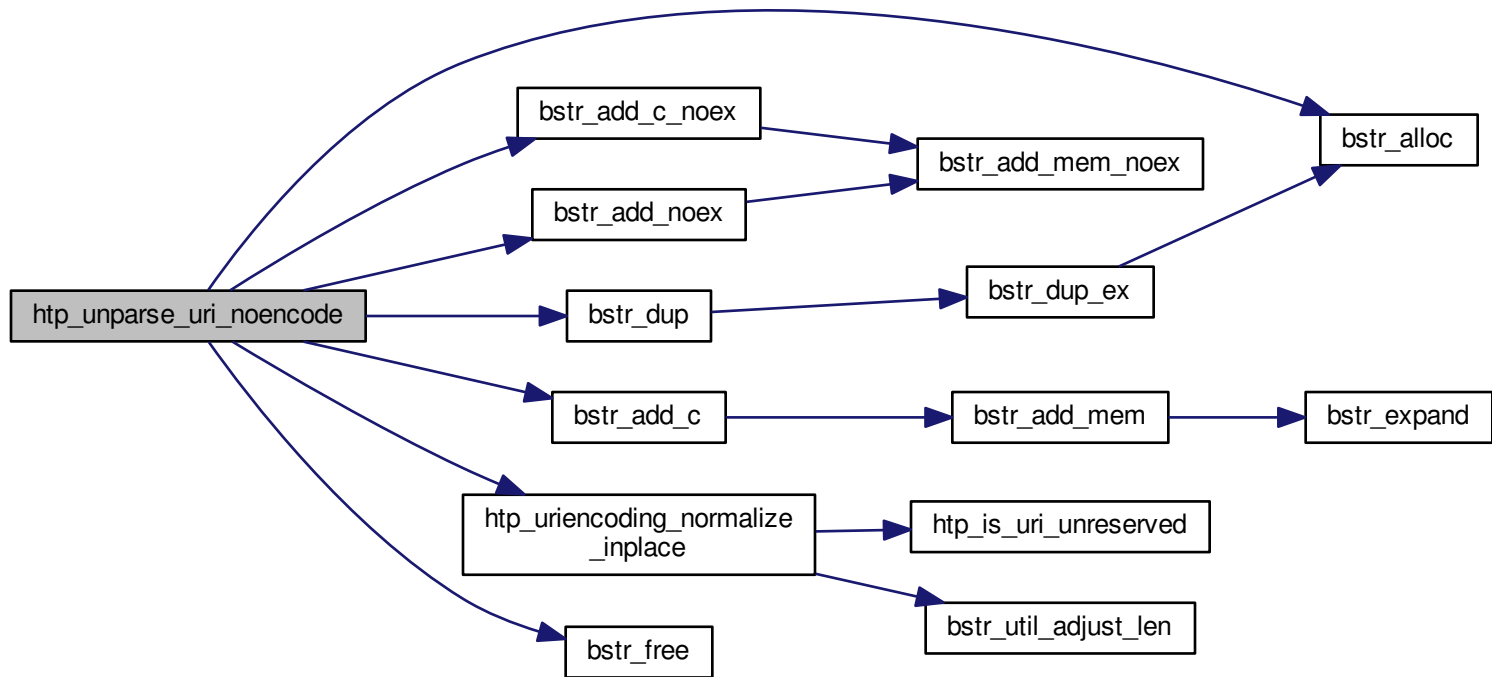 htp_unparse_uri_noencode
bstr_add_c_noex
bstr_add_noex
bstr_dup
bstr_add_c
htp_uriencoding_normalize
_inplace
bstr_free
bstr_add_mem_noex
bstr_dup_ex
bstr_add_mem
htp_is_uri_unreserved
bstr_util_adjust_len
bstr_alloc
bstr_expand